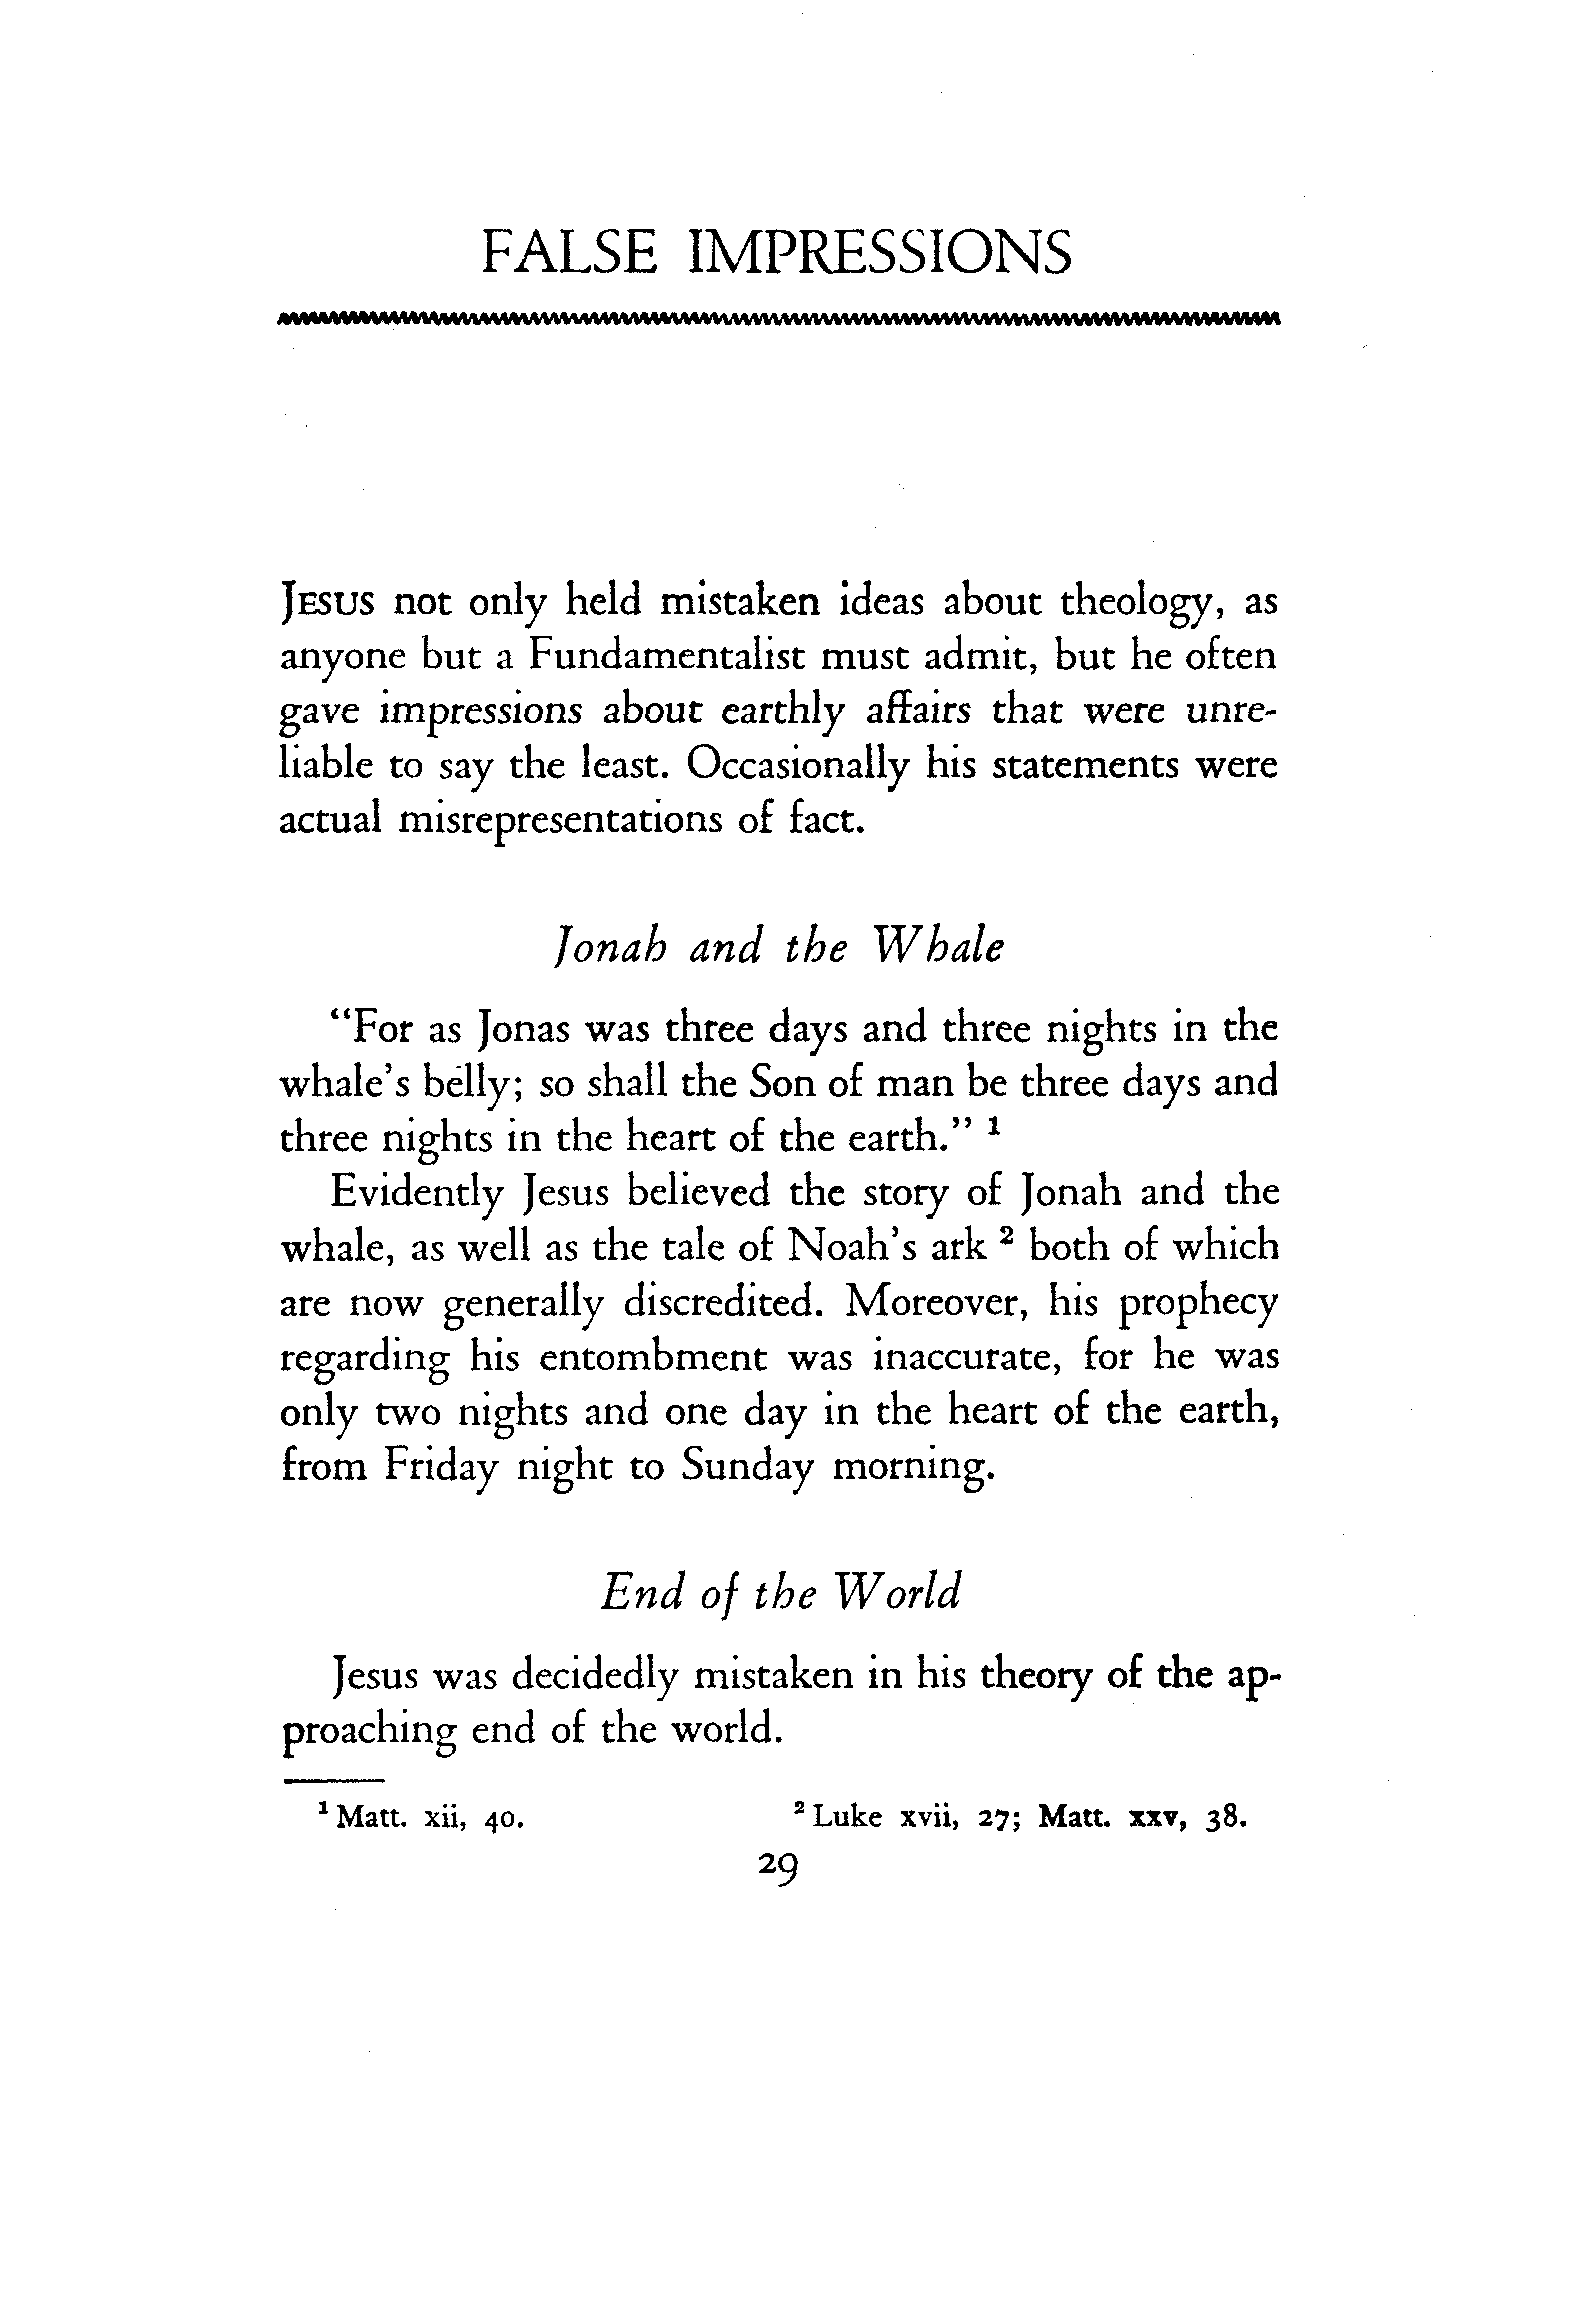 FALSE IMPRESSIONS
JESUS not only held mistaken ideas about theology, as
anyone but a Fundamentalist must admit, but he often
gave impressions about earthly affairs that were unre-
liable to say the least. Occasionally his statements were
actual misrepresentations of fact.
Jonah and the Whale
“For as Jonas was three days and three nights in the
whale’s belly; so shall the Son of man be three days and
three nights in the heart of the earth.” 1
Evidently Jesus believed the story of Jonah and the
whale, as well as the tale of Noah’s ark 2 both of which
are now generally discredited. Moreover, his prophecy
regarding his entombment was inaccurate, for he was
only two nights and one day in the heart of the earth,
from Friday night to Sunday morning.
End of the World
Jesus was decidedly mistaken in his theory of the ap-
proaching end of the world.
1 Matt. xii, 40. 2 Luke xvii, 27; Matt. xxv, 38.
29